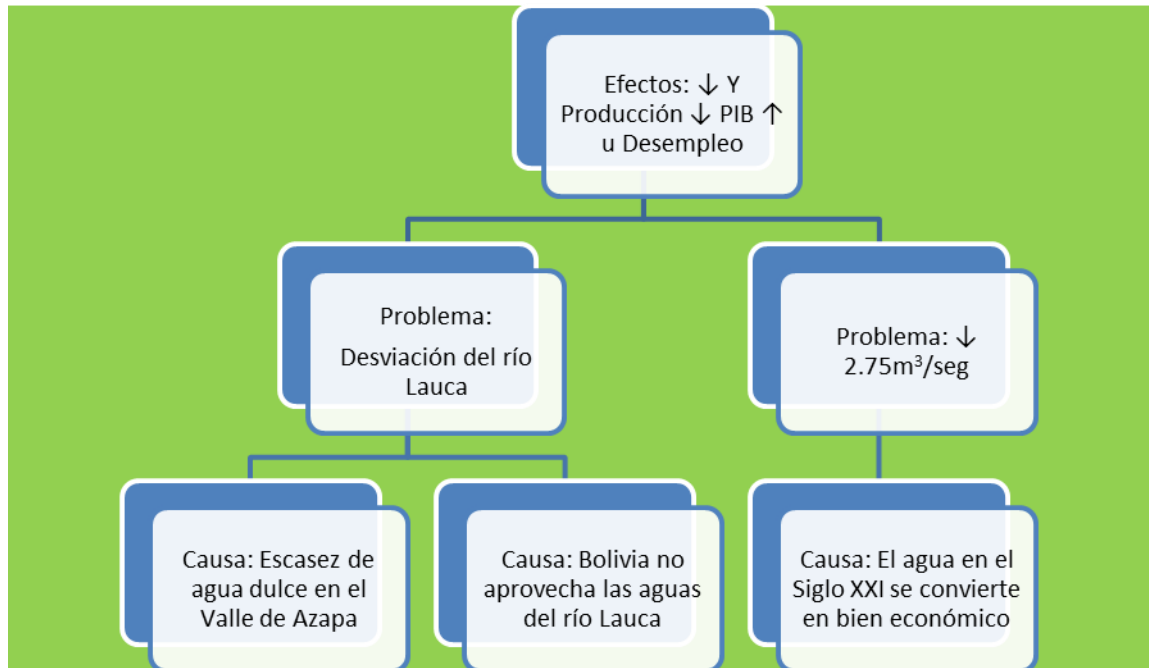 Efectos: ↓ Y
Producción ↓ PIB ↑
u Desempleo
Problema:
Desviación del río
Lauca
Problema: ↓
2.75m³/seg
Causa: Escasez de
agua dulce en el
Valle de Azapa
Causa: Bolivia no
aprovecha las aguas
del río Lauca
Causa: El agua en el
Siglo XXI se convierte
en bien económico